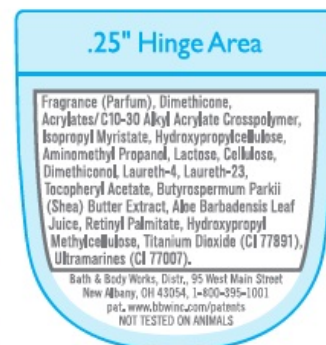 .25" Hinge Area
Fragrance (Parfum), Dimethicone,
Acrylates/C10-30 Alkyl Acrylate Crosspolymer,
Isopropyl Myristate, Hydroxypropylcellulose,
Aminomethyl Propanol, Lactose, Cellulose,
Dimethiconol, Laureth-4, Laureth-23,
Tocopheryl Acetate, Butyrospermum Parkii
(Shea) Butter Extract, Aloe Barbadensis Leaf
Juice, Retinyl Palmitate, Hydroxypropyl
Methylcellulose, Titanium Dioxide (CI 77891),
Ultramarines (CI 77007).
Bath & Body Works, Distr., 95 West Main Street
New Albany, OH 43054, 1-800-395-1001
pat. www.bbwinc.com/patents
NOT TESTED ON ANIMALS